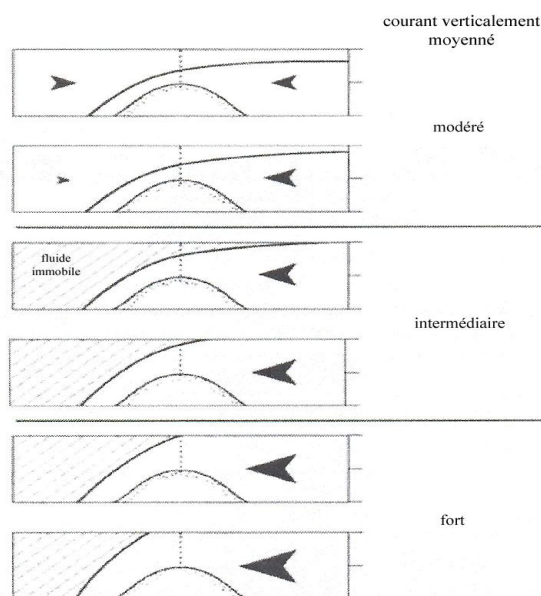 courant verticalement
moyenné
modéré
fluide
immobile
intermédiaire
fort